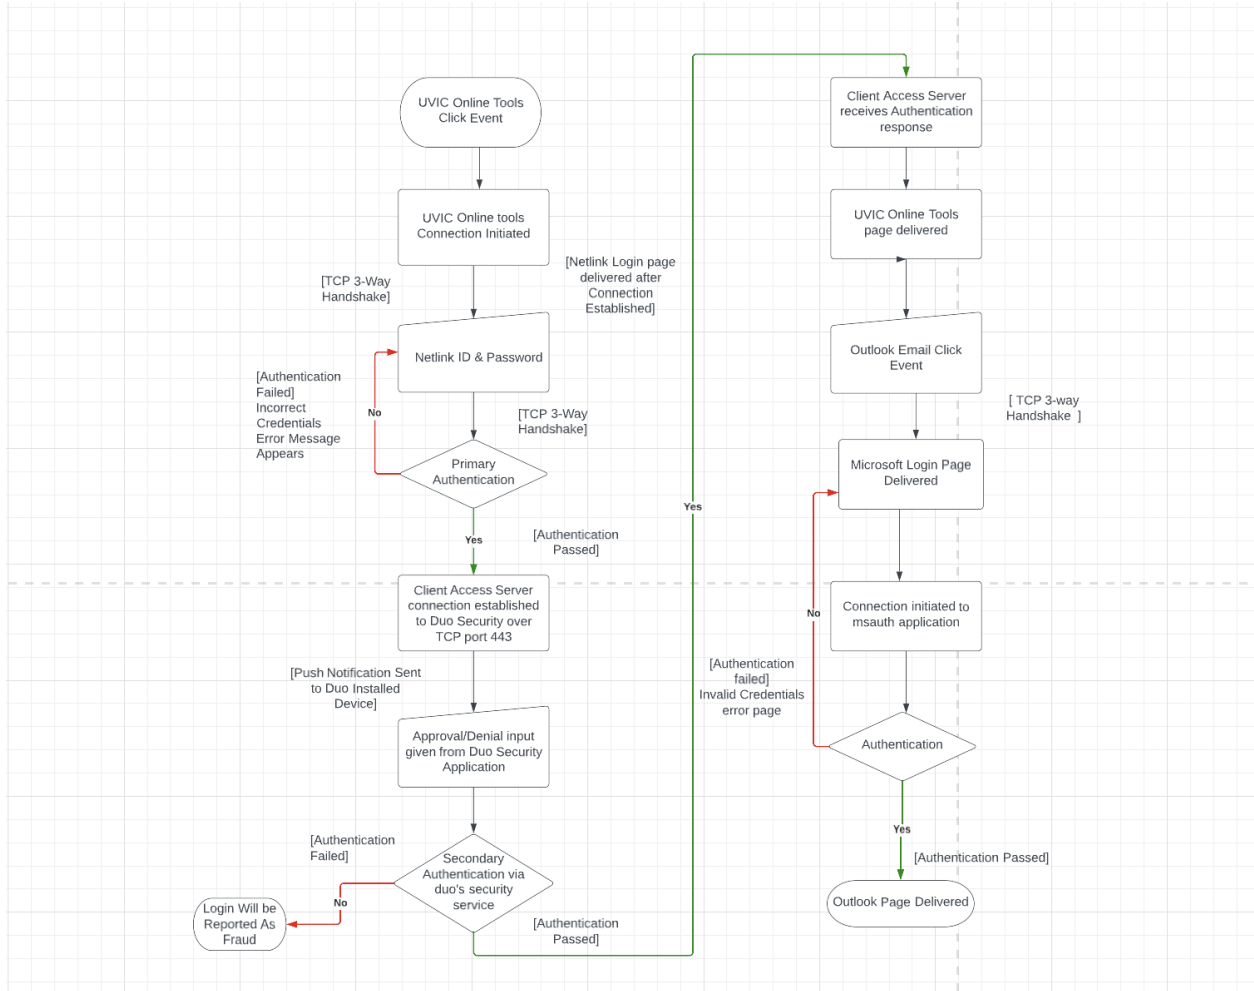 UVIC Online Tools
Click Event
UVIC Online tools
Connection Initiated
[TCP 3-Way
Handshake]
[Netlink Login page
delivered after
Connection
Established]
Netlink ID & Password
[Authentication
Failed]
Incorrect
Credentials
Error Message
Appears
No
[TCP 3-Way
Handshake]
Primary
Authentication
Yes
[Authentication
Passed]
Client Access Server
connection established
to Duo Security over
TCP port 443
[Push Notification Sent
to Duo Installed
Device]
Approval/Denial input
given from Duo Security
Application
[Authentication
Failed]
Secondary
Authentication via
duo's security
service
No
Login Will be
Reported As
Fraud
[Authentication
Passed]
Yes
Client Access Server
receives Authentication
response
UVIC Online Tools
page delivered
Outlook Email Click
Event
[ TCP 3-way
Handshake ]
Microsoft Login Page
Delivered
Connection initiated to
msauth application
No
[Authentication
failed]
Invalid Credentials
error page
Authentication
Yes
[Authentication Passed]
Outlook Page Delivered